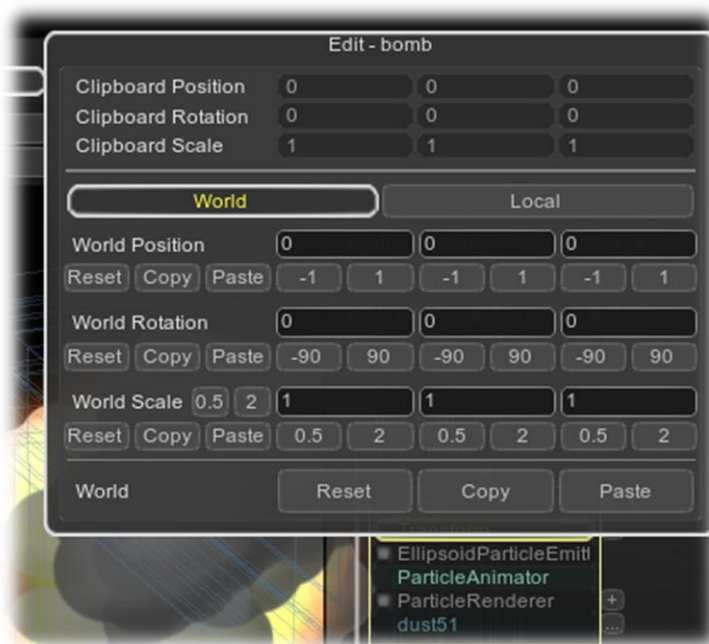 Edit - bomb
Clipboard Position 0 0 0
Clipboard Rotation 0 0 0
Clipboard Scale 1 1 1
World Local
World Position 0 0 0
Reset Copy Paste -1 1 -1 1 -1 1
World Rotation 0 0 0
Reset Copy Paste -90 90 -90 90 -90 90
World Scale 0.5 2 1 1 1
Reset Copy Paste 0.5 2 0.5 2 0.5 2
World Reset Copy Paste
Transform
EllipsoidParticleEmitt
ParticleAnimator
ParticleRenderer +
dust51 ...